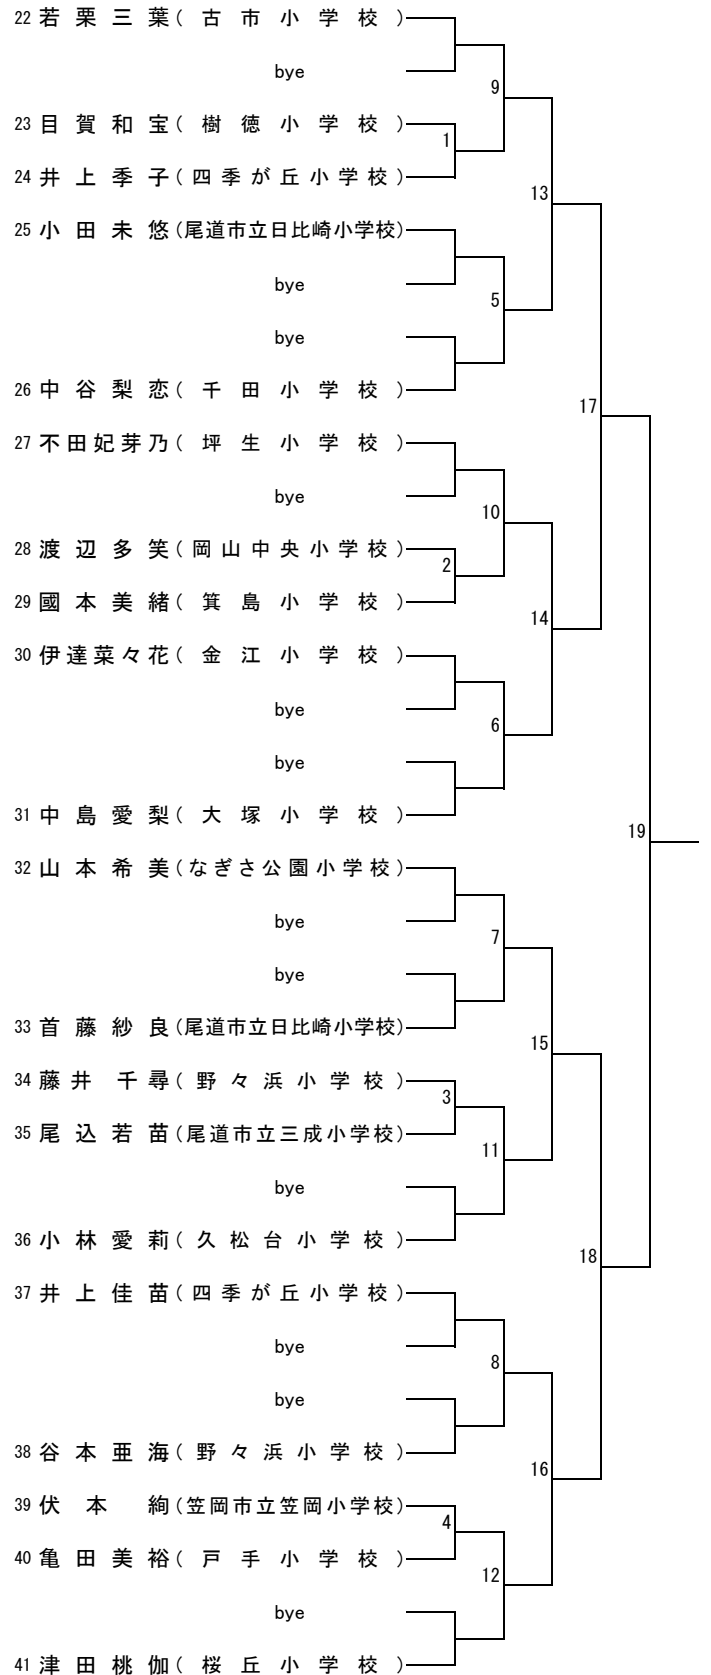 22 若栗三葉(古市小学校)
bye
9
23 目賀和宝(樹徳小学校)
1
24 井上季子(四季が丘小学校)
13
25 小田未悠(尾道市立日比崎小学校)
bye
5
bye
26 中谷梨恋(千田小学校)
17
27 不田妃芽乃(坪生小学校)
bye
10
28 渡辺多笑(岡山中央小学校)
2
29 國本美緒(箕島小学校)
14
30 伊達菜々花(金江小学校)
bye
6
bye
31 中島愛梨(大塚小学校)
19
32 山本希美(なぎさ公園小学校)
bye
7
bye
33 首藤紗良(尾道市立日比崎小学校)
15
34 藤井千尋(野々浜小学校)
3
35 尾込若苗(尾道市立三成小学校)
11
bye
36 小林愛莉(久松台小学校)
18
37 井上佳苗(四季が丘小学校)
bye
8
bye
38 谷本亜海(野々浜小学校)
16
39 伏本絢(笠岡市立笠岡小学校)
4
40 亀田美裕(戸手小学校)
12
bye
41 津田桃伽(桜丘小学校)